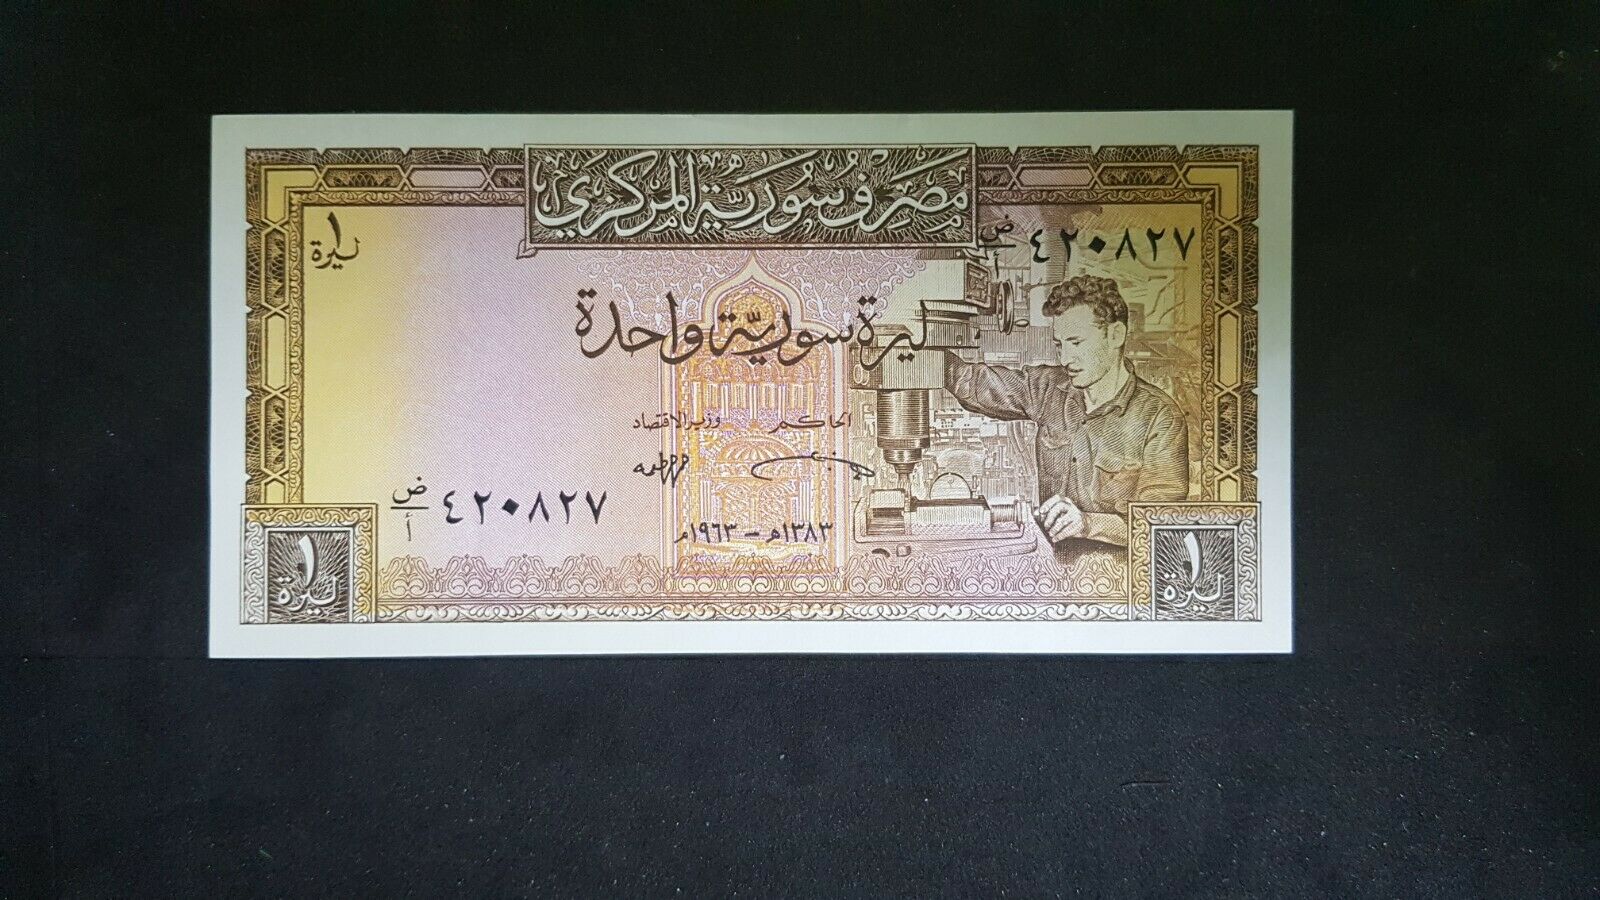 مصرف سورية المركزي
ض/أ ٤٢٠٨٢٧
١ ليرة
ليرة سورية واحدة
الحاكم وزير الاقتصاد
ض/أ ٤٢٠٨٢٧
١٣٨٣هـ - ١٩٦٣م
١ ليرة
١ ليرة